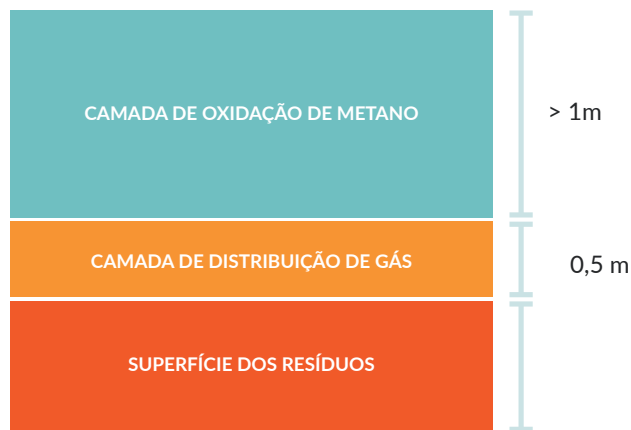 CAMADA DE OXIDAÇÃO DE METANO
> 1m
CAMADA DE DISTRIBUIÇÃO DE GÁS
0,5 m
SUPERFÍCIE DOS RESÍDUOS